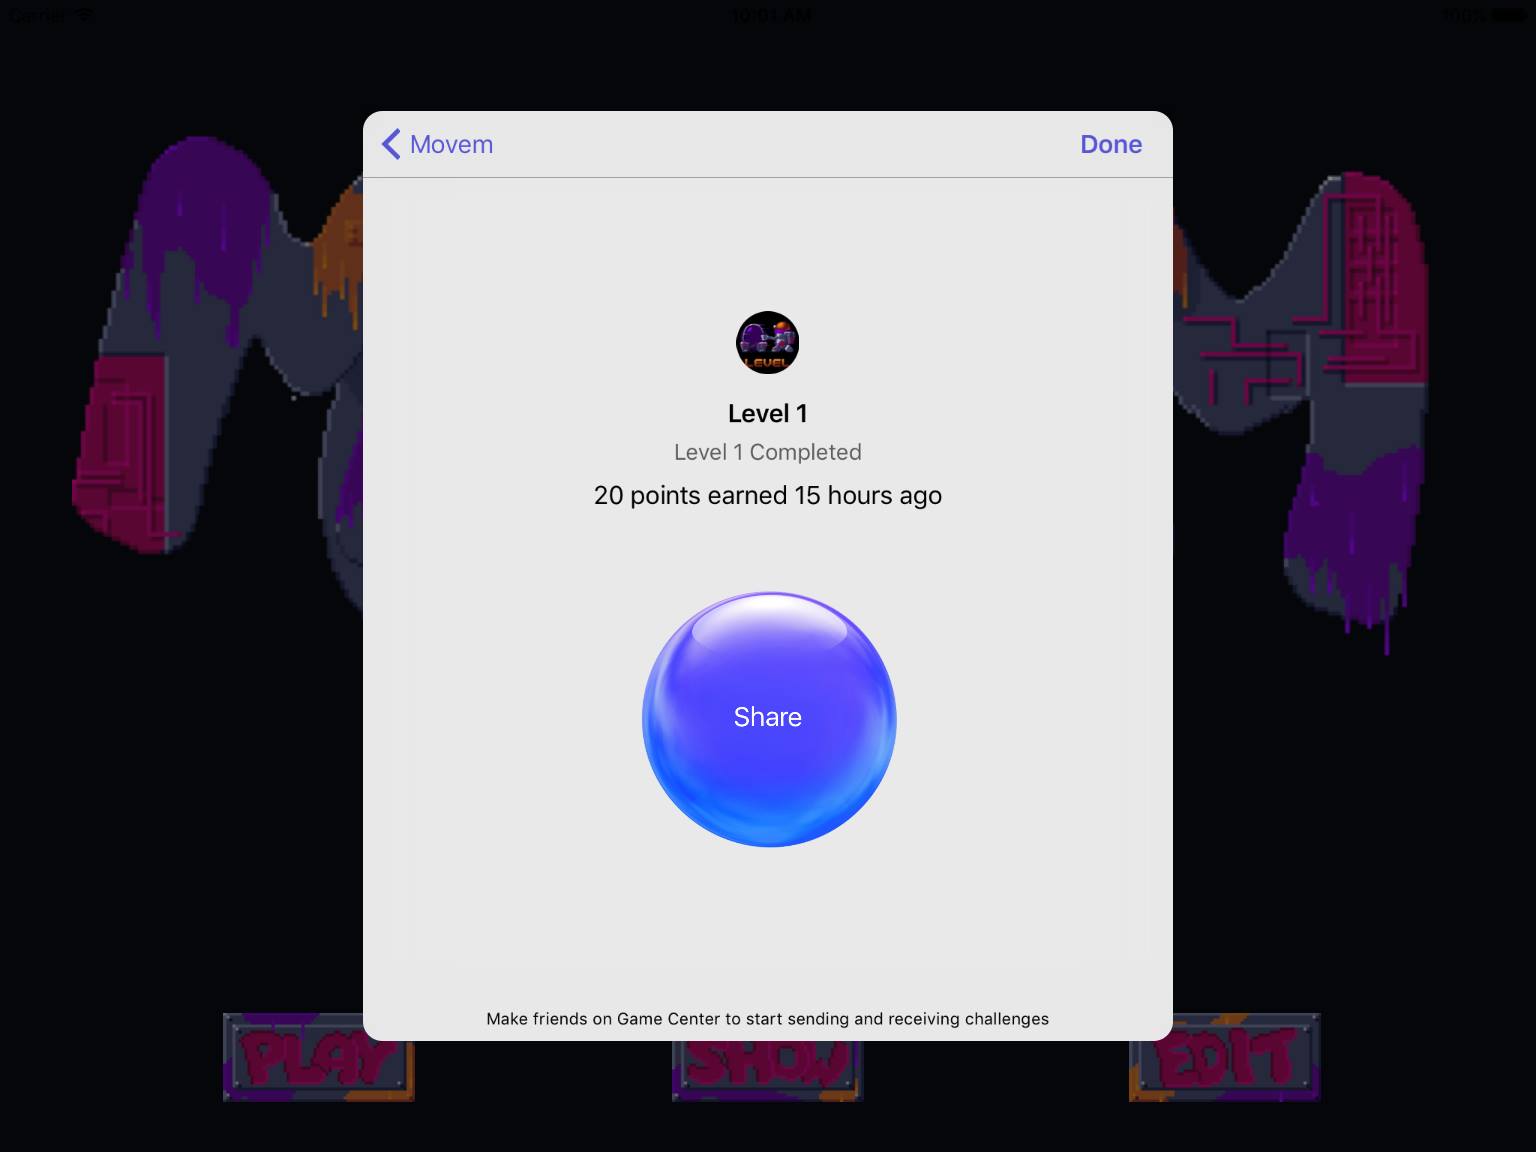 Carrier
10:01 AM
100%
Movem
Done
LEVEL
Level 1
Level 1 Completed
20 points earned 15 hours ago
Share
Make friends on Game Center to start sending and receiving challenges
PLAY
SHOW
EDIT